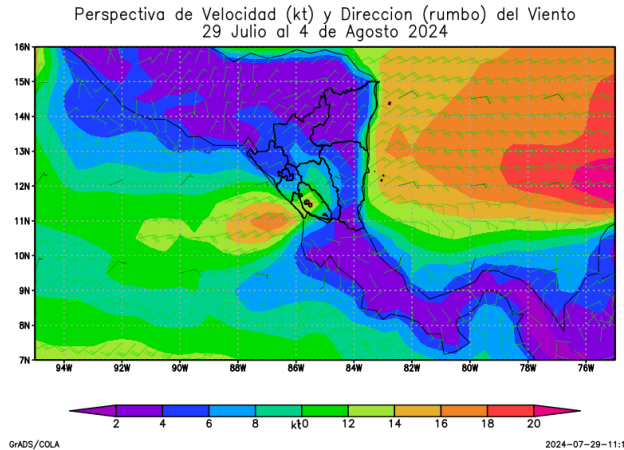 Perspectiva de Velocidad (kt) y Direccion (rumbo) del Viento
29 Julio al 4 de Agosto 2024
16N
15N
14N
13N
12N
11N
10N
9N
8N
7N
94W 92W 90W 88W 86W 84W 82W 80W 78W 76W
2 4 6 8 10 12 14 16 18 20
kt
GrADS/COLA
2024-07-29-11:1